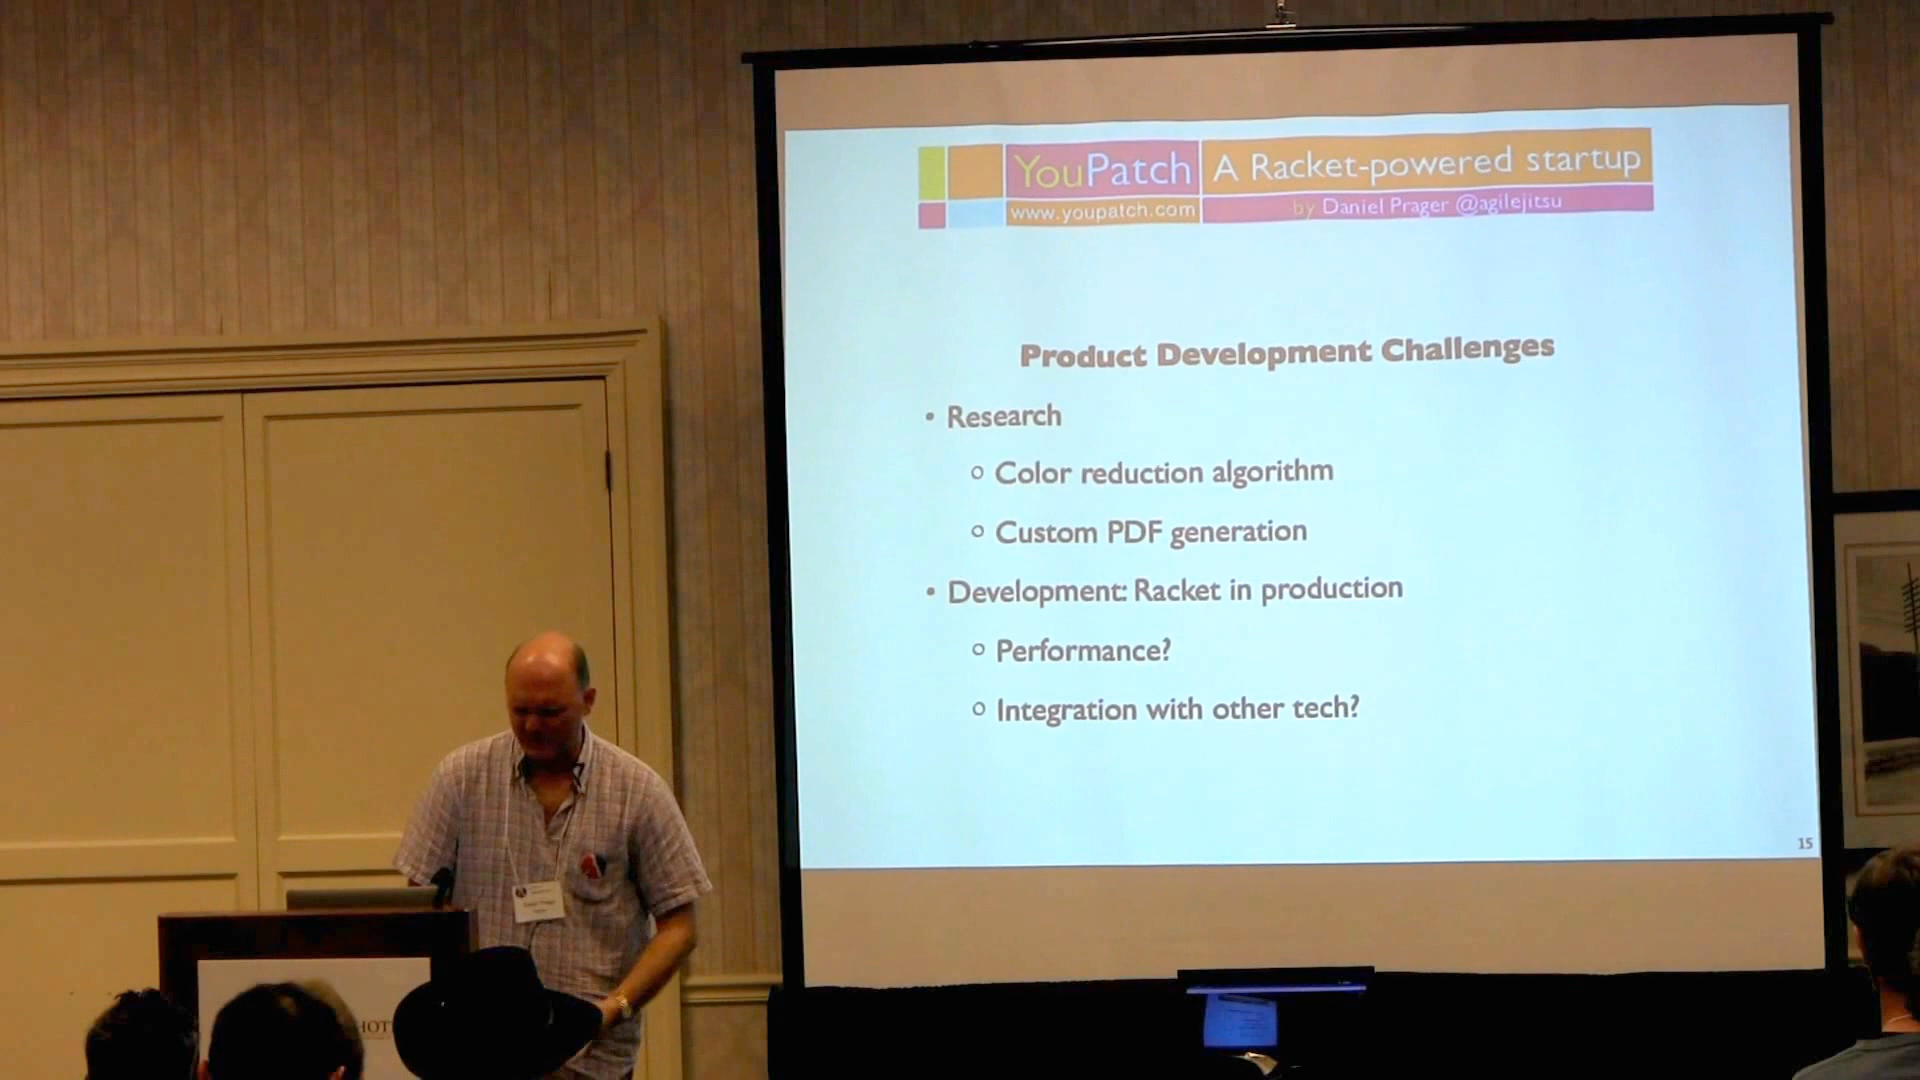 YouPatch
A Racket-powered startup
www.youpatch.com
by Daniel Prager @agilejitsu
Product Development Challenges
• Research
o Color reduction algorithm
o Custom PDF generation
• Development: Racket in production
o Performance?
o Integration with other tech?
15
HOT